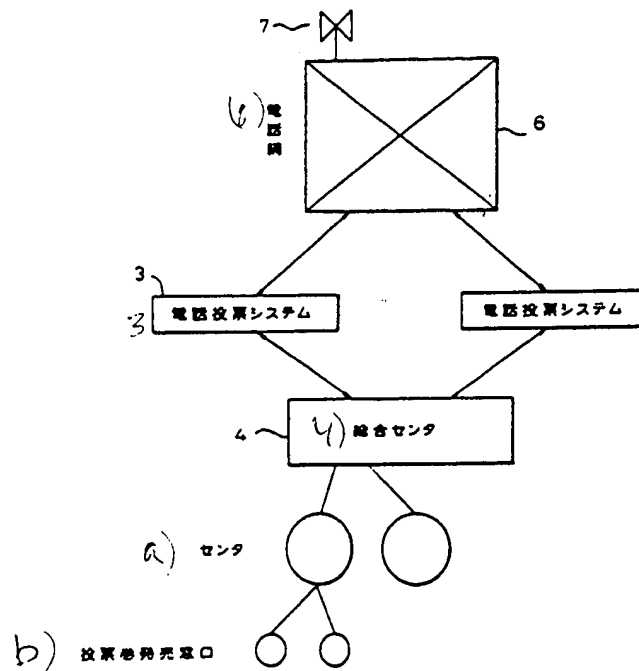 7
6) 電話網
6
3
電話投票システム
3
電話投票システム
4
4) 総合センタ
a) センタ
b) 投票券発売窓口